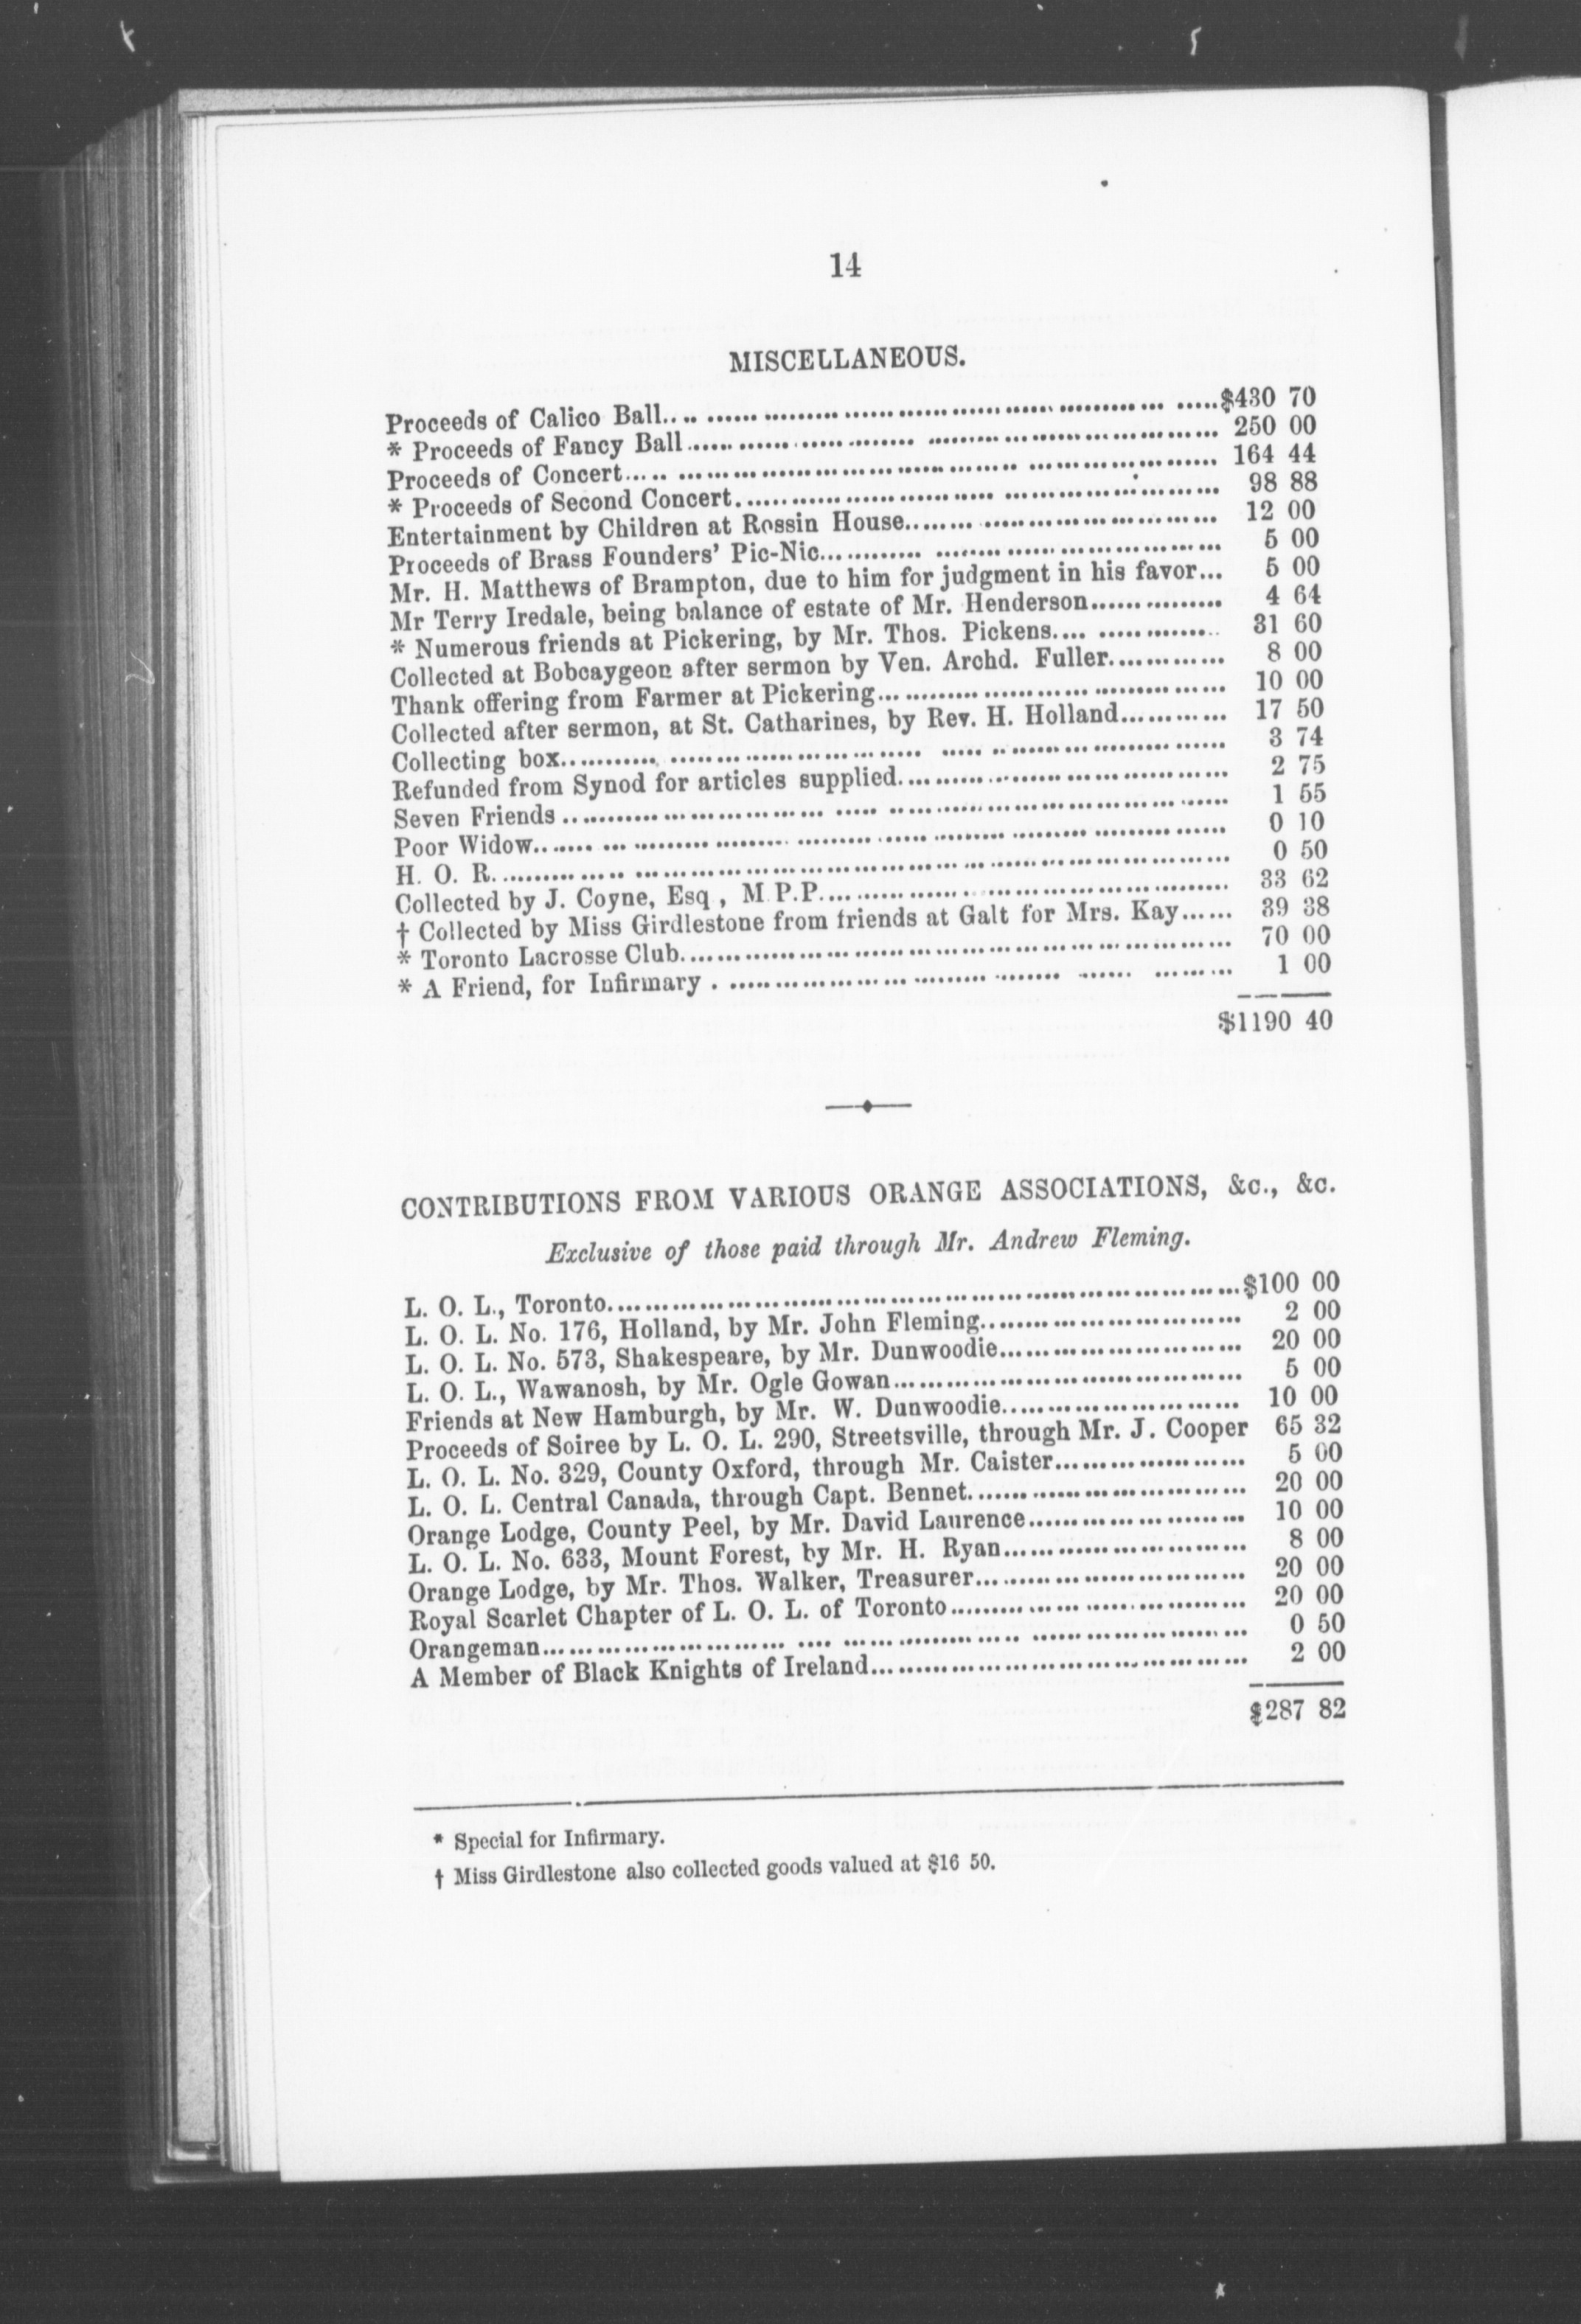 14
MISCELLANEOUS.
Proceeds of Calico Ball.................... $430 70
* Proceeds of Fancy Ball.................... 250 00
Proceeds of Concert.................... 164 44
* Proceeds of Second Concert.................... 98 88
Entertainment by Children at Rossin House.................... 12 00
Proceeds of Brass Founders' Pic-Nic.................... 5 00
Mr. H. Matthews of Brampton, due to him for judgment in his favor... 5 00
Mr Terry Iredale, being balance of estate of Mr. Henderson............... 4 64
* Numerous friends at Pickering, by Mr. Thos. Pickens................ 31 60
Collected at Bobcaygeon after sermon by Ven. Archd. Fuller............. 8 00
Thank offering from Farmer at Pickering.................... 10 00
Collected after sermon, at St. Catharines, by Rev. H. Holland............ 17 50
Collecting box.................... 3 74
Refunded from Synod for articles supplied.................... 2 75
Seven Friends .................... 1 55
Poor Widow.................... 0 10
H. O. R.................... 0 50
Collected by J. Coyne, Esq , M.P.P.................... 33 62
† Collected by Miss Girdlestone from friends at Galt for Mrs. Kay...... 39 38
* Toronto Lacrosse Club.................... 70 00
* A Friend, for Infirmary .................... 1 00
$1190 40
CONTRIBUTIONS FROM VARIOUS ORANGE ASSOCIATIONS, &c., &c.
Exclusive of those paid through Mr. Andrew Fleming.
L. O. L., Toronto.................... $100 00
L. O. L. No. 176, Holland, by Mr. John Fleming.................... 2 00
L. O. L. No. 573, Shakespeare, by Mr. Dunwoodie.................... 20 00
L. O. L., Wawanosh, by Mr. Ogle Gowan.................... 5 00
Friends at New Hamburgh, by Mr. W. Dunwoodie.................... 10 00
Proceeds of Soiree by L. O. L. 290, Streetsville, through Mr. J. Cooper 65 32
L. O. L. No. 329, County Oxford, through Mr. Caister.................... 5 00
L. O. L. Central Canada, through Capt. Bennet.................... 20 00
Orange Lodge, County Peel, by Mr. David Laurence.................... 10 00
L. O. L. No. 633, Mount Forest, by Mr. H. Ryan.................... 8 00
Orange Lodge, by Mr. Thos. Walker, Treasurer.................... 20 00
Royal Scarlet Chapter of L. O. L. of Toronto.................... 20 00
Orangeman.................... 0 50
A Member of Black Knights of Ireland.................... 2 00
$287 82
* Special for Infirmary.
† Miss Girdlestone also collected goods valued at $16 50.